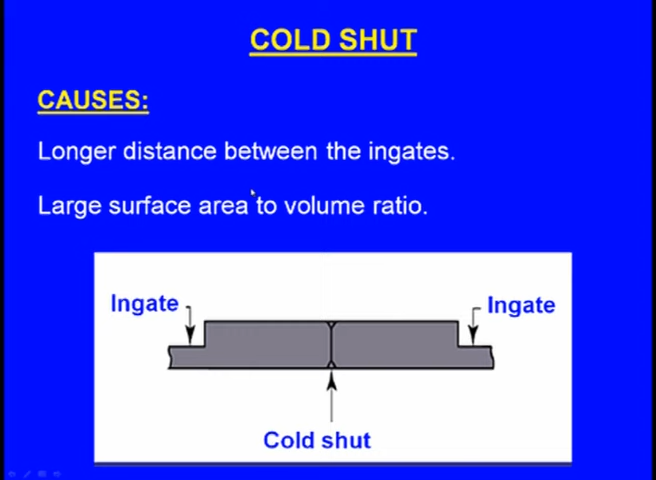 COLD SHUT
CAUSES:
Longer distance between the ingates.
Large surface area to volume ratio.
Ingate
Ingate
Cold shut